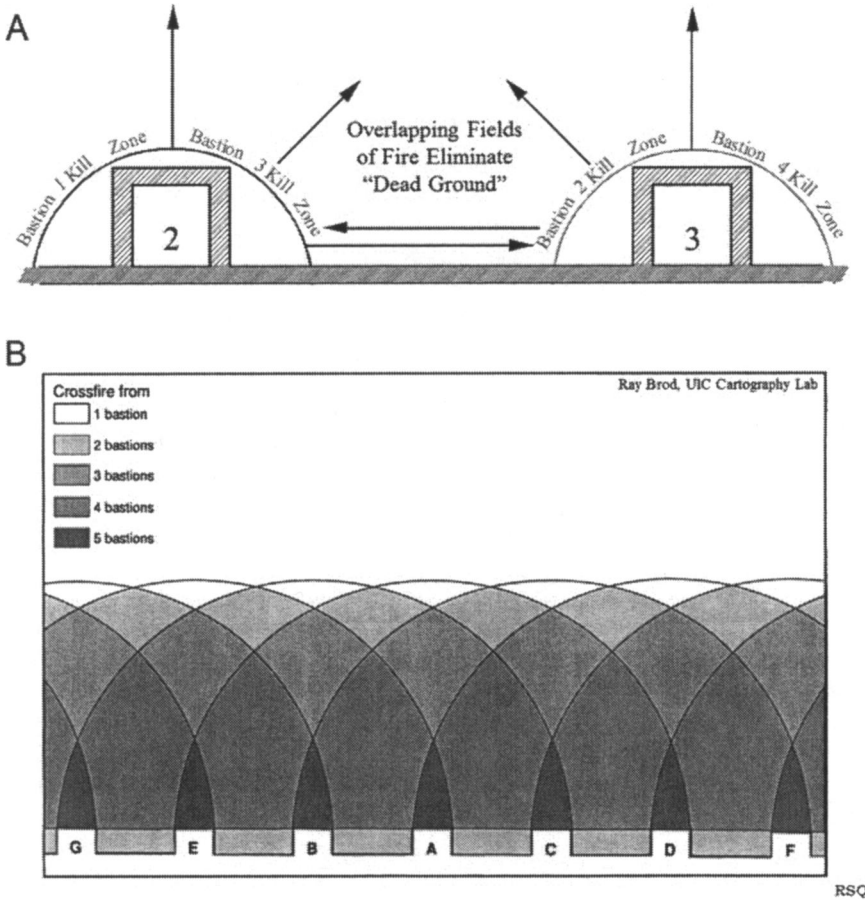 A
Bastion 1 Kill Zone
Bastion 3 Kill Zone
Overlapping Fields
of Fire Eliminate
“Dead Ground”
Bastion 2 Kill Zone
Bastion 4 Kill Zone
2
3
B
Crossfire from
Ray Brod, UIC Cartography Lab
1 bastion
2 bastions
3 bastions
4 bastions
5 bastions
G E B A C D F
RSQ